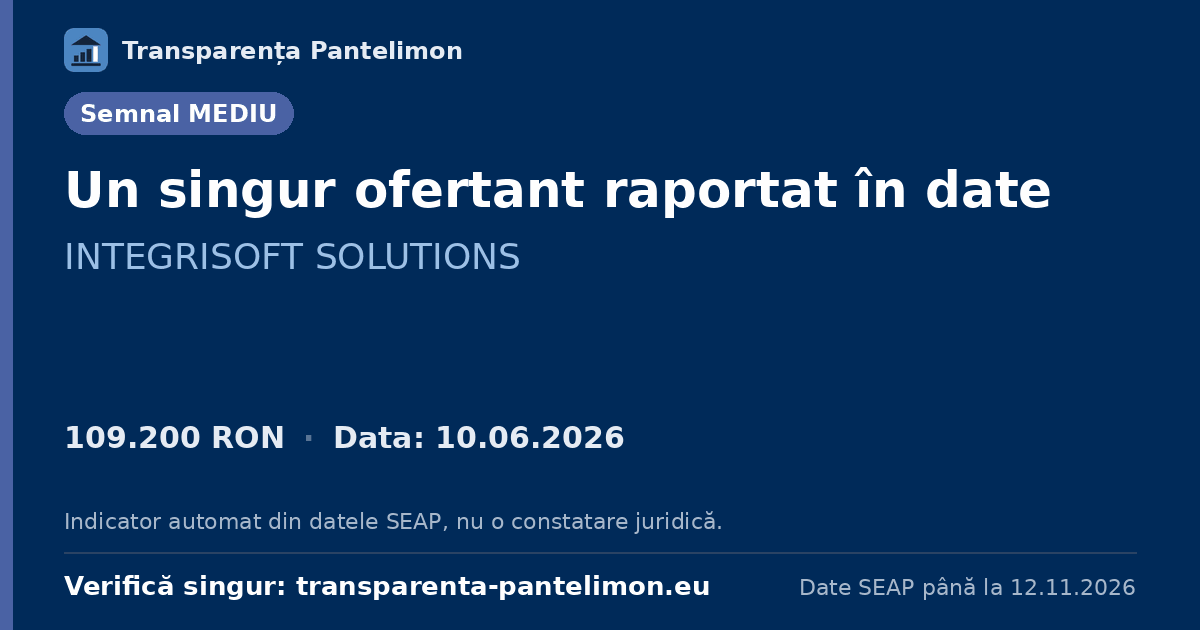 Transparența Pantelimon
Semnal MEDIU
Un singur ofertant raportat în date
INTEGRISOFT SOLUTIONS
109.200 RON · Data: 10.06.2026
Indicator automat din datele SEAP, nu o constatare juridică.
Verifică singur: transparenta-pantelimon.eu
Date SEAP până la 12.11.2026